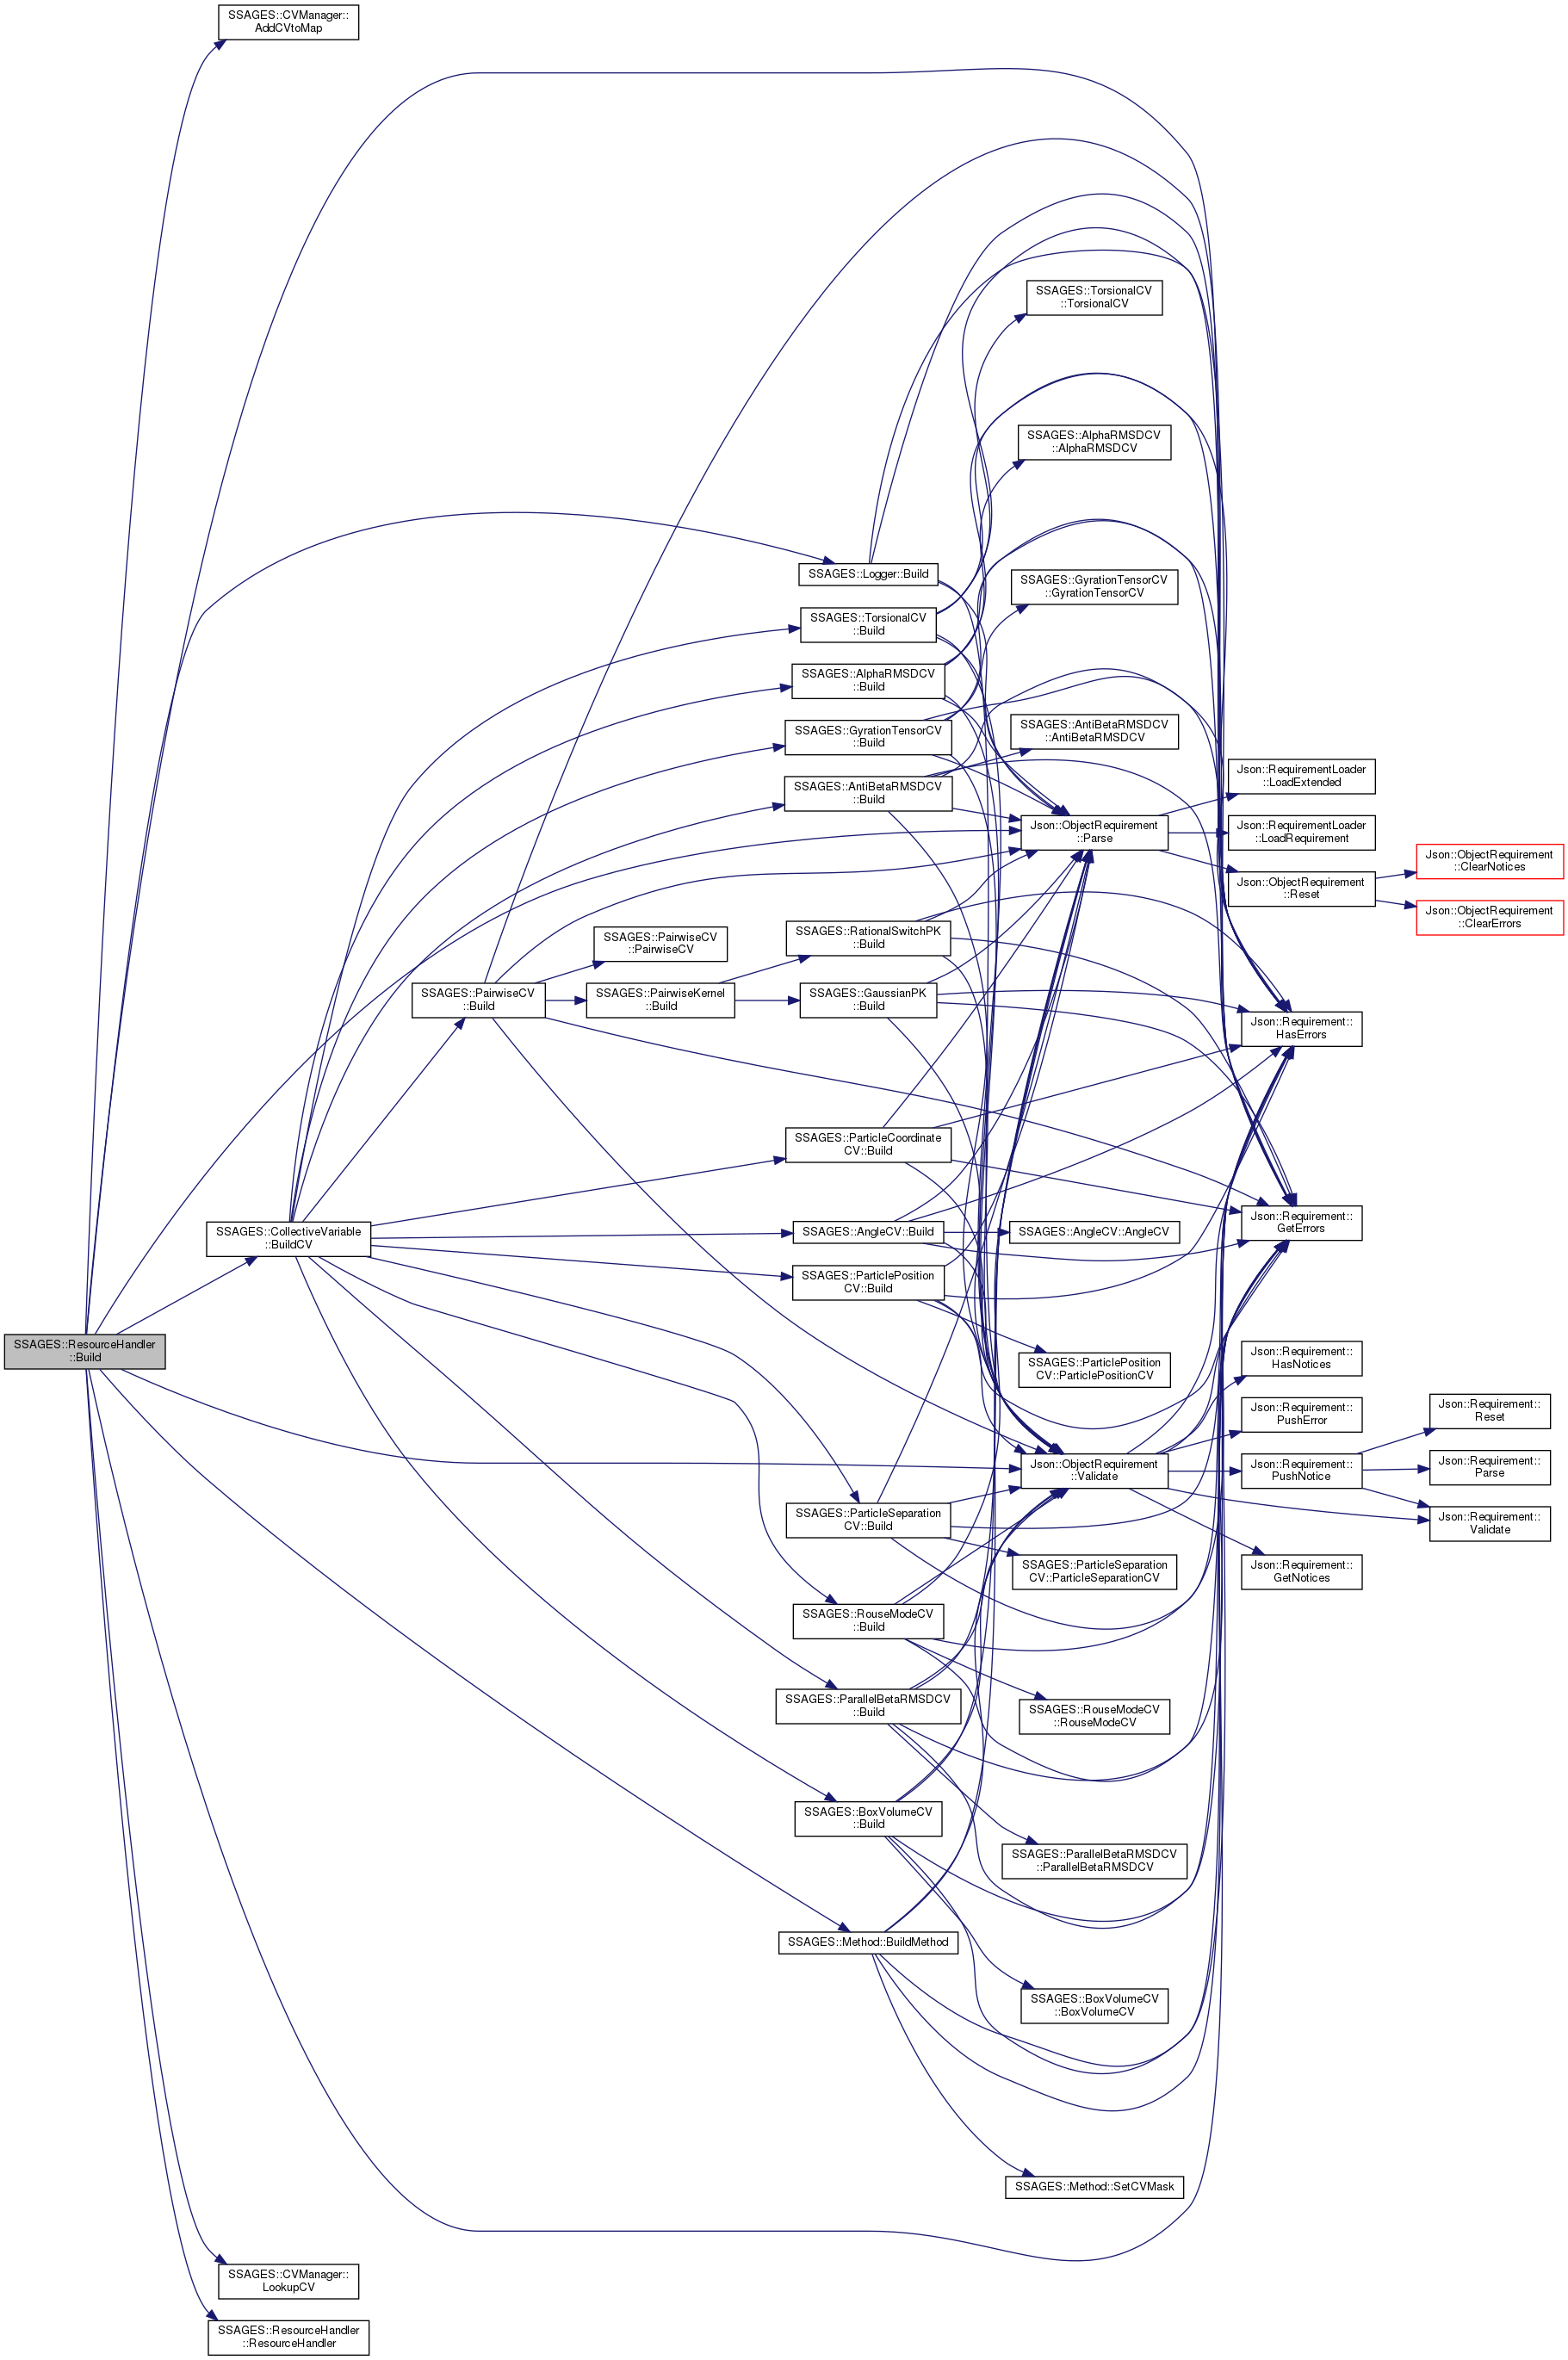 SSAGES::CVManager::
AddCVtoMap
SSAGES::TorsionalCV
::TorsionalCV
SSAGES::AlphaRMSDCV
::AlphaRMSDCV
SSAGES::Logger::Build
SSAGES::GyrationTensorCV
::GyrationTensorCV
SSAGES::TorsionalCV
::Build
SSAGES::AlphaRMSDCV
::Build
SSAGES::GyrationTensorCV
::Build
SSAGES::AntiBetaRMSDCV
::AntiBetaRMSDCV
SSAGES::AntiBetaRMSDCV
::Build
Json::RequirementLoader
::LoadExtended
Json::ObjectRequirement
::Parse
Json::RequirementLoader
::LoadRequirement
Json::ObjectRequirement
::ClearNotices
Json::ObjectRequirement
::Reset
Json::ObjectRequirement
::ClearErrors
SSAGES::RationalSwitchPK
::Build
SSAGES::PairwiseCV
::PairwiseCV
SSAGES::PairwiseCV
::Build
SSAGES::PairwiseKernel
::Build
SSAGES::GaussianPK
::Build
Json::Requirement::
HasErrors
SSAGES::ParticleCoordinate
CV::Build
SSAGES::CollectiveVariable
::BuildCV
SSAGES::AngleCV::Build
SSAGES::AngleCV::AngleCV
Json::Requirement::
GetErrors
SSAGES::ParticlePosition
CV::Build
SSAGES::ResourceHandler
::Build
SSAGES::ParticlePosition
CV::ParticlePositionCV
Json::Requirement::
HasNotices
Json::Requirement::
PushError
Json::Requirement::
Reset
Json::ObjectRequirement
::Validate
Json::Requirement::
PushNotice
Json::Requirement::
Parse
SSAGES::ParticleSeparation
CV::Build
Json::Requirement::
Validate
SSAGES::ParticleSeparation
CV::ParticleSeparationCV
Json::Requirement::
GetNotices
SSAGES::RouseModeCV
::Build
SSAGES::ParallelBetaRMSDCV
::Build
SSAGES::RouseModeCV
::RouseModeCV
SSAGES::BoxVolumeCV
::Build
SSAGES::ParallelBetaRMSDCV
::ParallelBetaRMSDCV
SSAGES::Method::BuildMethod
SSAGES::BoxVolumeCV
::BoxVolumeCV
SSAGES::Method::SetCVMask
SSAGES::CVManager::
LookupCV
SSAGES::ResourceHandler
::ResourceHandler